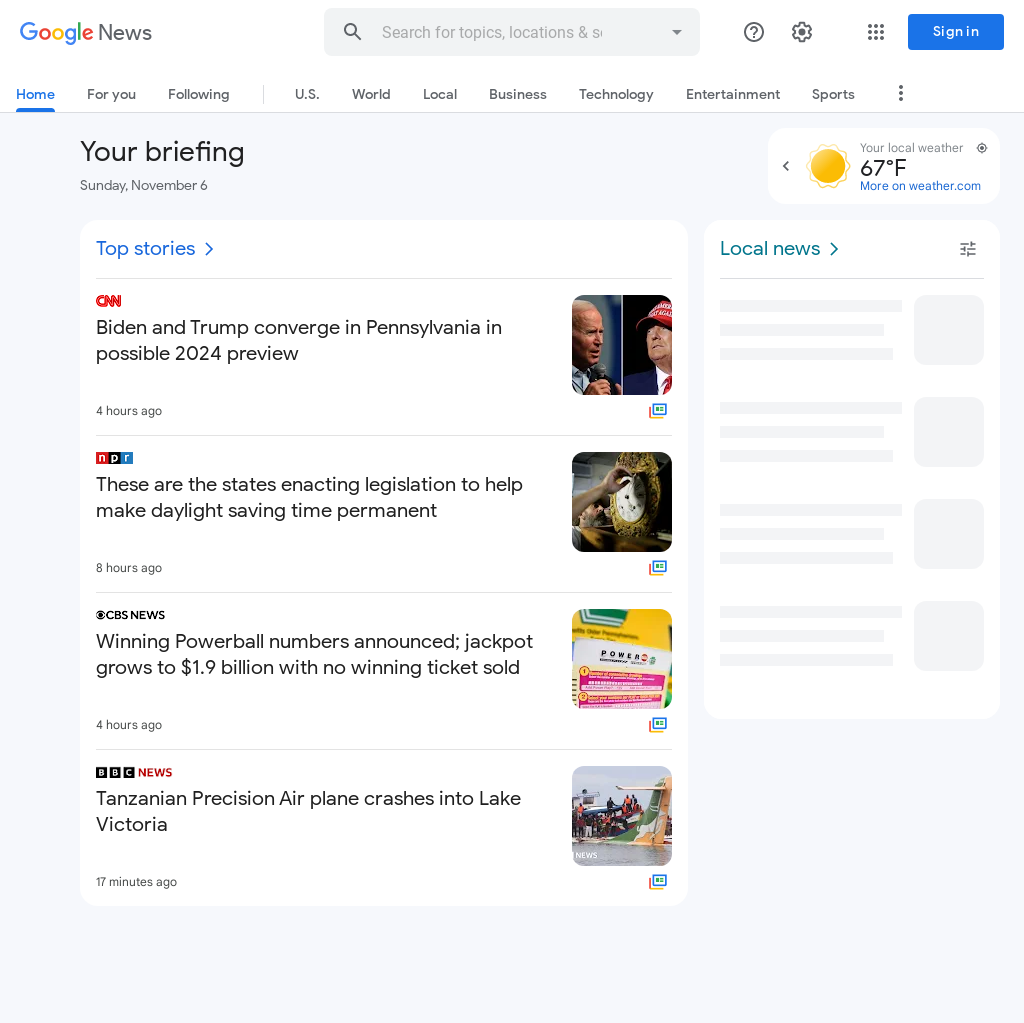 Google News
Search for topics, locations & so
Sign in
Home
For you
Following
U.S.
World
Local
Business
Technology
Entertainment
Sports
Your briefing
Sunday, November 6
Your local weather
67°F
More on weather.com
Top stories
Local news
CNN
Biden and Trump converge in Pennsylvania in
possible 2024 preview
4 hours ago
npr
These are the states enacting legislation to help
make daylight saving time permanent
8 hours ago
CBS NEWS
Winning Powerball numbers announced; jackpot
grows to $1.9 billion with no winning ticket sold
POWER
4 hours ago
BBC NEWS
Tanzanian Precision Air plane crashes into Lake
Victoria
NEWS
17 minutes ago